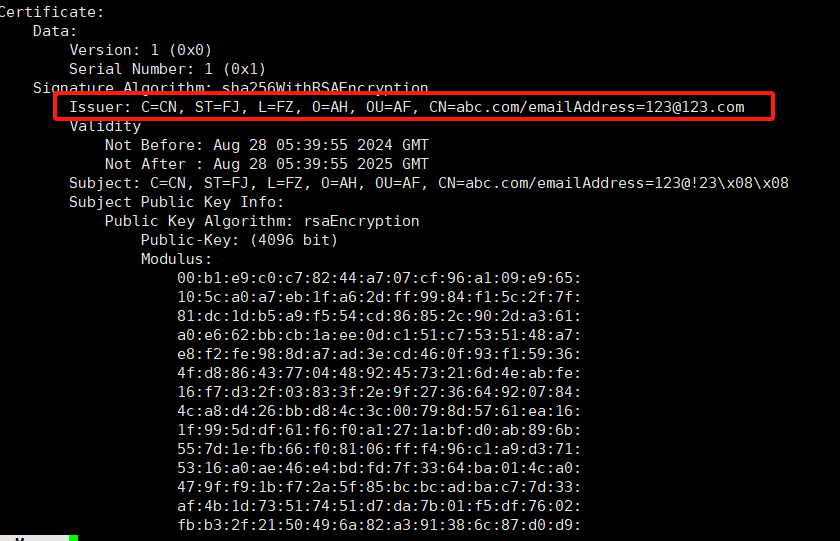 Certificate:
Data:
Version: 1 (0x0)
Serial Number: 1 (0x1)
Signature Algorithm: sha256WithRSAEncryption
Issuer: C=CN, ST=FJ, L=FZ, O=AH, OU=AF, CN=abc.com/emailAddress=123@123.com
Validity
Not Before: Aug 28 05:39:55 2024 GMT
Not After : Aug 28 05:39:55 2025 GMT
Subject: C=CN, ST=FJ, L=FZ, O=AH, OU=AF, CN=abc.com/emailAddress=123@!23\x08\x08
Subject Public Key Info:
Public Key Algorithm: rsaEncryption
Public-Key: (4096 bit)
Modulus:
00:b1:e9:c0:c7:82:44:a7:07:cf:96:a1:09:e9:65:
10:5c:a0:a7:eb:1f:a6:2d:ff:99:84:f1:5c:2f:7f:
81:dc:1d:b5:a9:f5:54:cd:86:85:2c:90:2d:a3:61:
a0:e6:62:bb:cb:1a:ee:0d:c1:51:c7:53:51:48:a7:
e8:f2:fe:98:8d:a7:ad:3e:cd:46:0f:93:f1:59:36:
4f:d8:86:43:77:04:48:92:45:73:21:6d:4e:ab:fe:
16:f7:d3:2f:03:83:3f:2e:9f:27:36:64:92:07:84:
4c:a8:d4:26:bb:d8:4c:3c:00:79:8d:57:61:ea:16:
1f:99:5d:df:61:f6:f0:a1:27:1a:bf:d0:ab:89:6b:
55:7d:1e:fb:66:f0:81:06:ff:f4:96:c1:a9:d3:71:
53:16:a0:ae:46:e4:bd:fd:7f:33:64:ba:01:4c:a0:
47:9f:f9:1b:f7:2a:5f:85:bc:bc:ad:ba:c7:7d:33:
af:4b:1d:73:51:74:51:d7:da:7b:01:f5:df:76:02:
fb:b3:2f:21:50:49:6a:82:a3:91:38:6c:87:d0:d9: